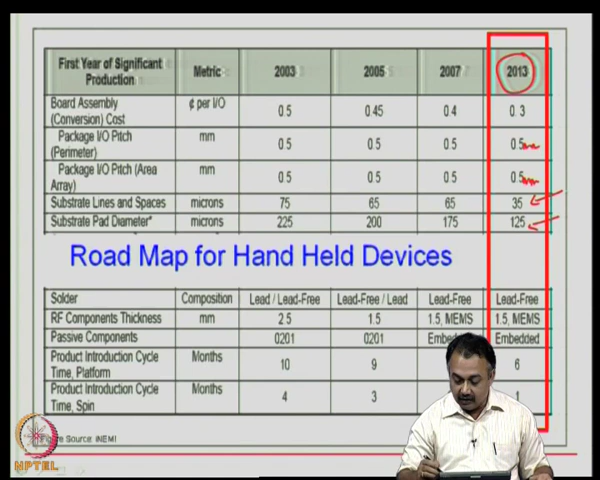 First Year of Significant Production Metric 2003 2005 2007 2013
Board Assembly (Conversion) Cost ¢ per I/O 0.5 0.45 0.4 0.3
Package I/O Pitch (Perimeter) mm 0.5 0.5 0.5 0.5
Package I/O Pitch (Area Array) mm 0.5 0.5 0.5 0.5
Substrate Lines and Spaces microns 75 65 65 35
Substrate Pad Diameter* microns 225 200 175 125
Road Map for Hand Held Devices
Solder Composition Lead / Lead-Free Lead-Free / Lead Lead-Free Lead-Free
RF Components Thickness mm 2.5 1.5 1.5, MEMS 1.5, MEMS
Passive Components 0201 0201 Embedded
Product Introduction Cycle Time, Platform Months 10 9 6
Product Introduction Cycle Time, Spin Months 4 3 1
Figure Source: iNEMI
NPTEL